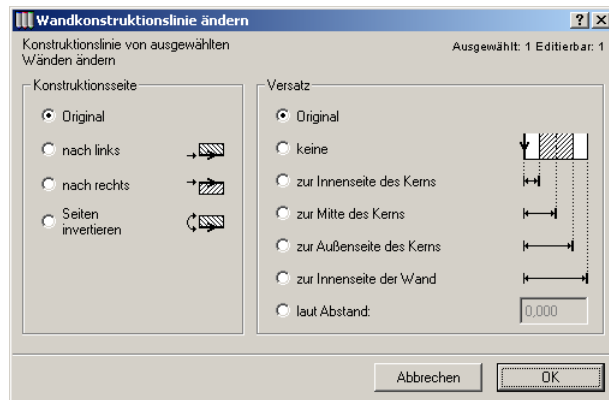 Wandkonstruktionslinie ändern
Konstruktionslinie von ausgewählten
Wänden ändern
Ausgewählt: 1 Editierbar: 1
Konstruktionsseite
Original
nach links
nach rechts
Seiten
invertieren
Versatz
Original
keine
zur Innenseite des Kerns
zur Mitte des Kerns
zur Außenseite des Kerns
zur Innenseite der Wand
laut Abstand:
0,000
Abbrechen
OK